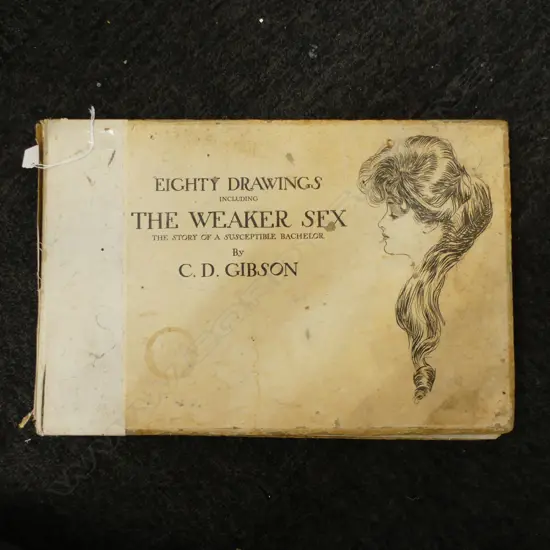 EIGHTY DRAWINGS
INCLUDING
THE WEAKER SEX
THE STORY OF A SUSCEPTIBLE BACHELOR
By
C. D. GIBSON